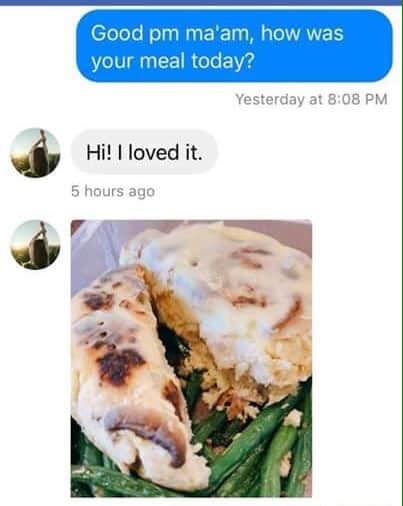 Good pm ma'am, how was
your meal today?
Yesterday at 8:08 PM
Hi! I loved it.
5 hours ago